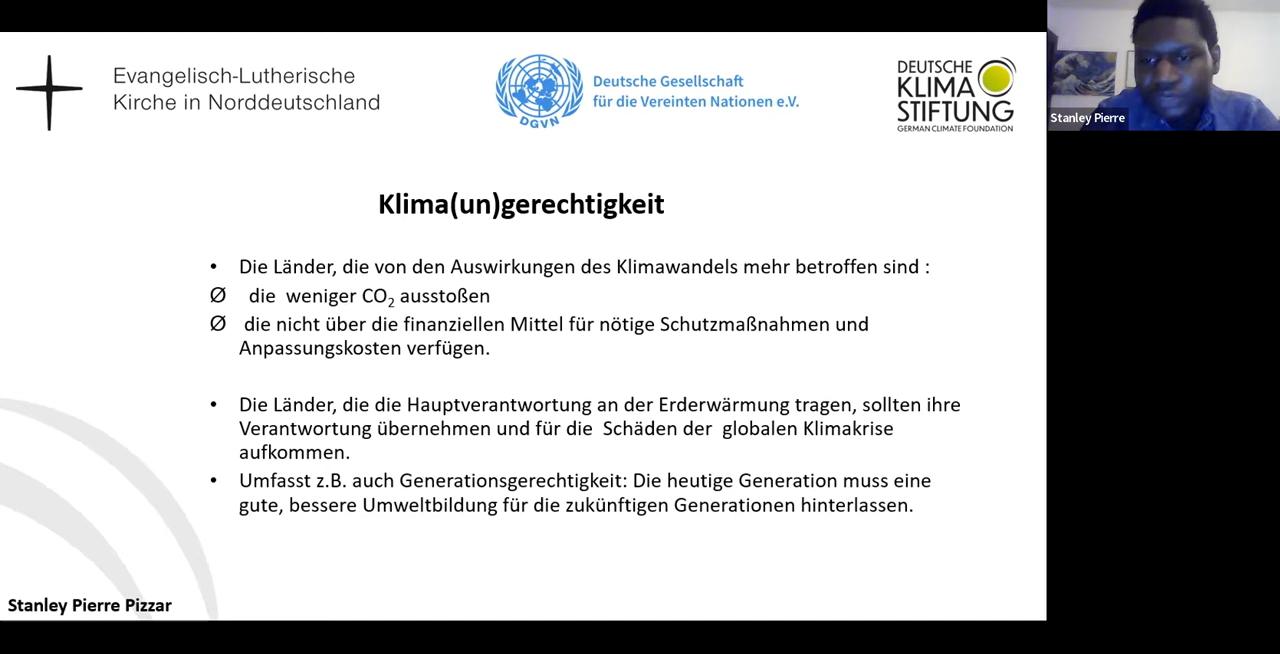 Evangelisch-Lutherische
Kirche in Norddeutschland
DGVN
Deutsche Gesellschaft
für die Vereinten Nationen e.V.
DEUTSCHE
KLIMA
STIFTUNG
GERMAN CLIMATE FOUNDATION
Stanley Pierre
Klima(un)gerechtigkeit
• Die Länder, die von den Auswirkungen des Klimawandels mehr betroffen sind :
Ø die  weniger CO₂ ausstoßen
Ø die nicht über die finanziellen Mittel für nötige Schutzmaßnahmen und
Anpassungskosten verfügen.
• Die Länder, die die Hauptverantwortung an der Erderwärmung tragen, sollten ihre
Verantwortung übernehmen und für die  Schäden der  globalen Klimakrise
aufkommen.
• Umfasst z.B. auch Generationsgerechtigkeit: Die heutige Generation muss eine
gute, bessere Umweltbildung für die zukünftigen Generationen hinterlassen.
Stanley Pierre Pizzar